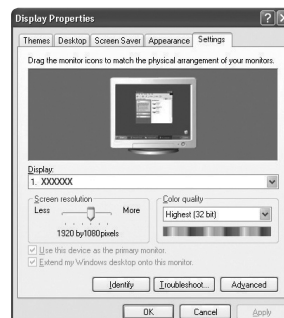 Display Properties
Themes Desktop Screen Saver Appearance Settings
Drag the monitor icons to match the physical arrangement of your monitors.
Display:
1. XXXXXX
Screen resolution
Less More
1920 by1080pixels
Color quality
Highest (32 bit)
Use this device as the primary monitor.
Extend my Windows desktop onto this monitor.
Identify Troubleshoot... Advanced
OK Cancel Apply